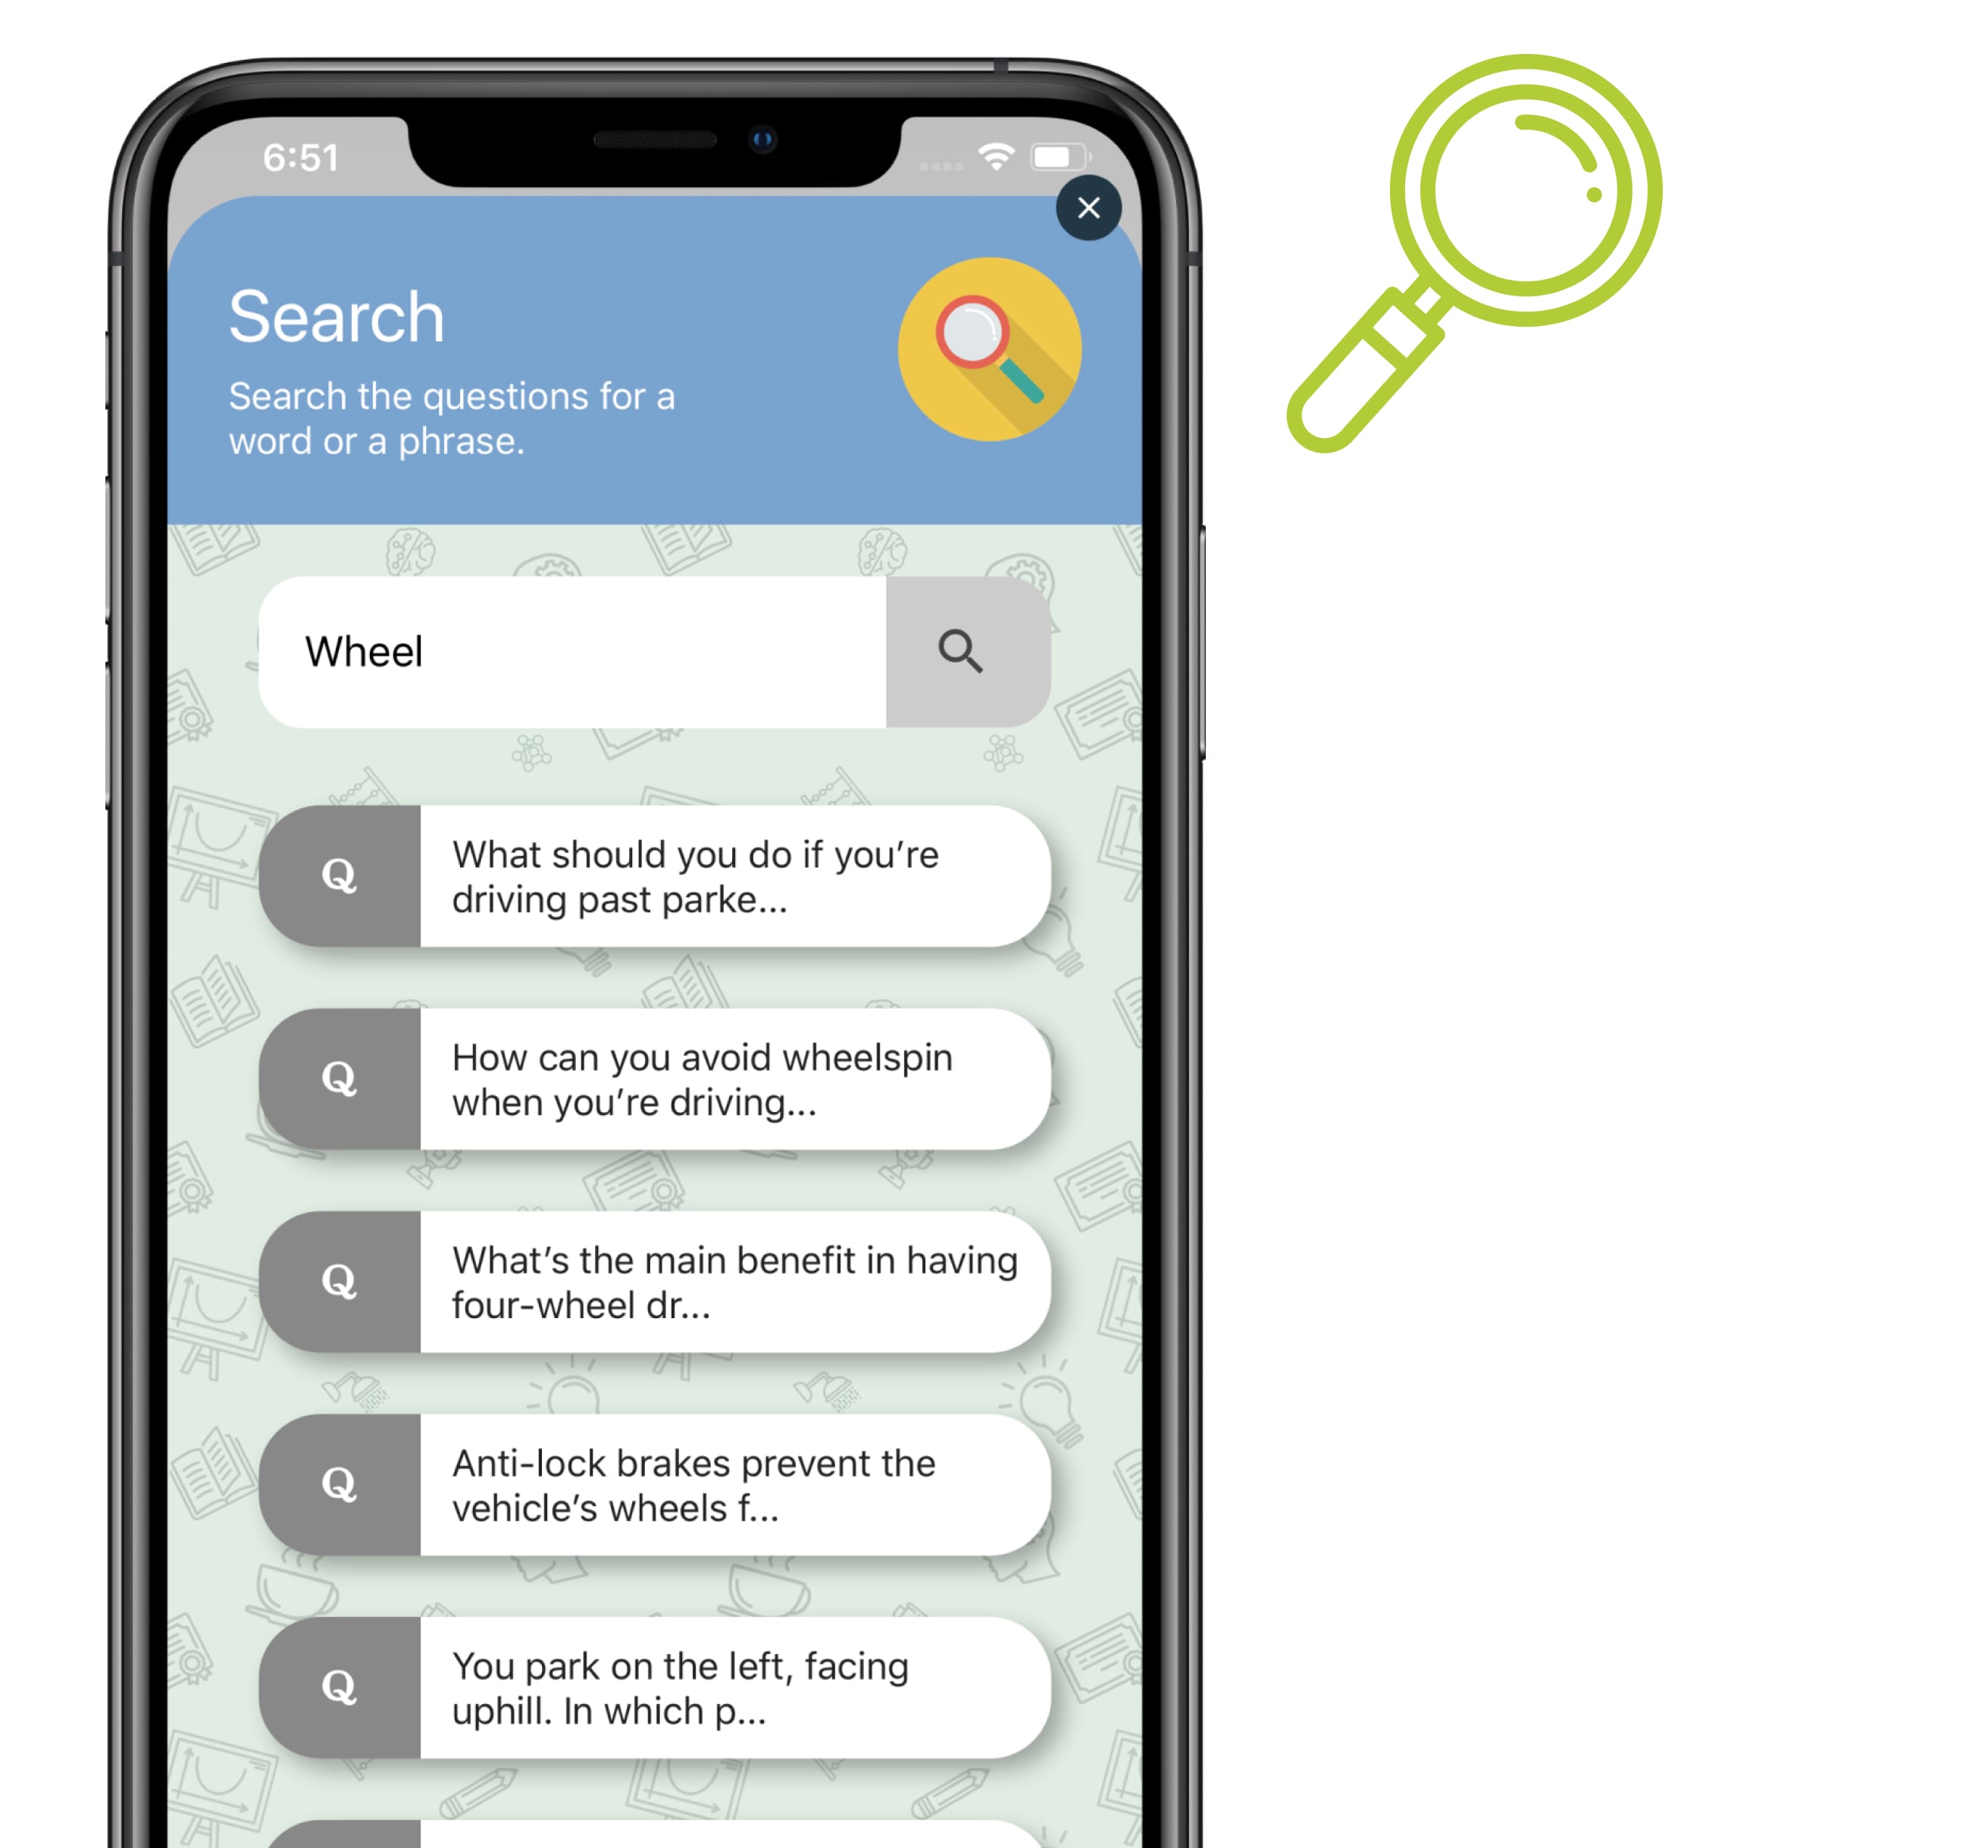 6:51
Search
Search the questions for a
word or a phrase.
Wheel
Q
What should you do if you’re
driving past parke...
Q
How can you avoid wheelspin
when you’re driving...
Q
What’s the main benefit in having
four-wheel dr...
Q
Anti-lock brakes prevent the
vehicle’s wheels f...
Q
You park on the left, facing
uphill. In which p...